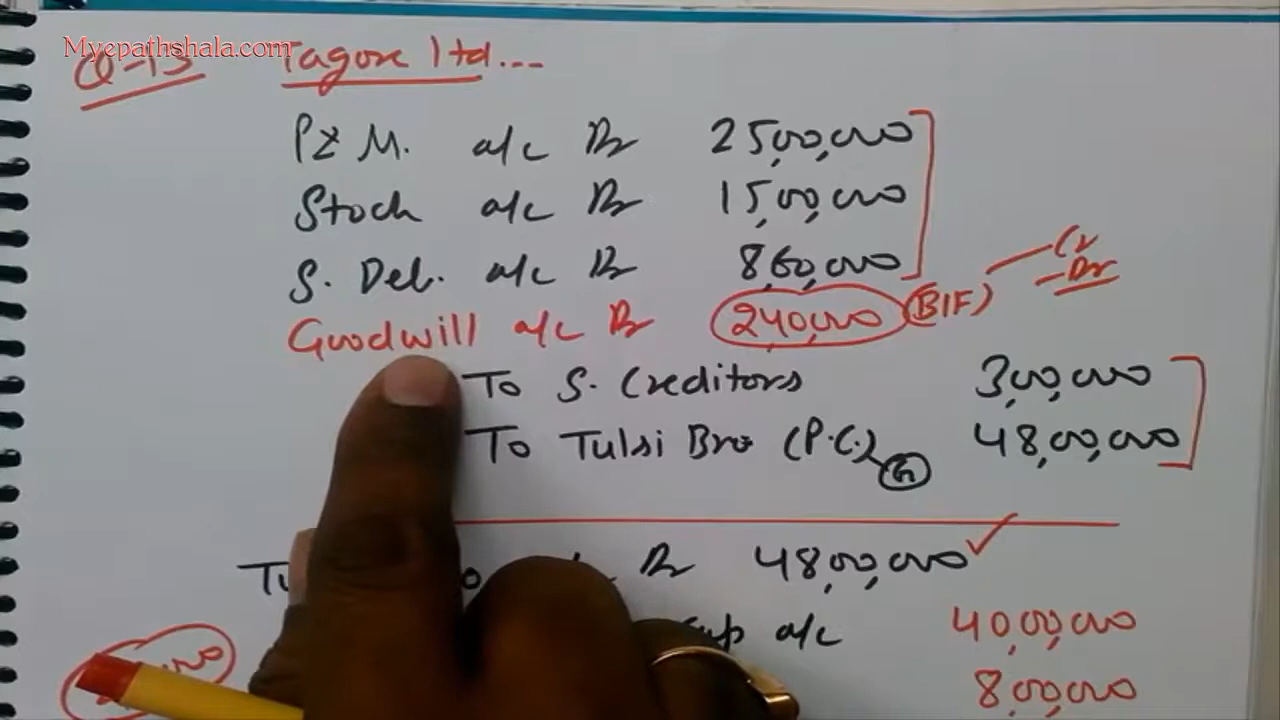 Myepathshala.com
Q-13 Tagore ltd...
P & M. a/c Dr 25,00,000
Stock a/c Dr 15,00,000
S. Deb. a/c Dr 8,60,000
Goodwill a/c Dr 2,40,000 (B/F) Cr
Dr
To S. Creditors 3,00,000
To Tulsi Bro (P.C.) 48,00,000
Dr 48,00,000 ✓
a/c 40,00,000
8,00,000